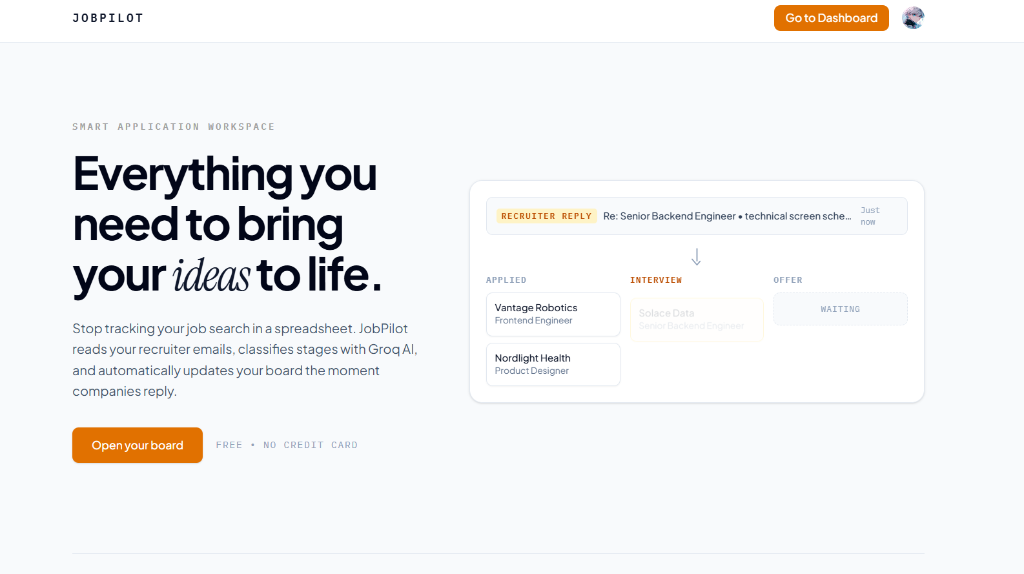 JOBPILOT
Go to Dashboard
SMART APPLICATION WORKSPACE
Everything you
need to bring
your ideas to life.
Stop tracking your job search in a spreadsheet. JobPilot
reads your recruiter emails, classifies stages with Groq AI,
and automatically updates your board the moment
companies reply.
Open your board
FREE • NO CREDIT CARD
RECRUITER REPLY
Re: Senior Backend Engineer • technical screen sche...
Just
now
APPLIED
Vantage Robotics
Frontend Engineer
Nordlight Health
Product Designer
INTERVIEW
Solace Data
Senior Backend Engineer
OFFER
WAITING